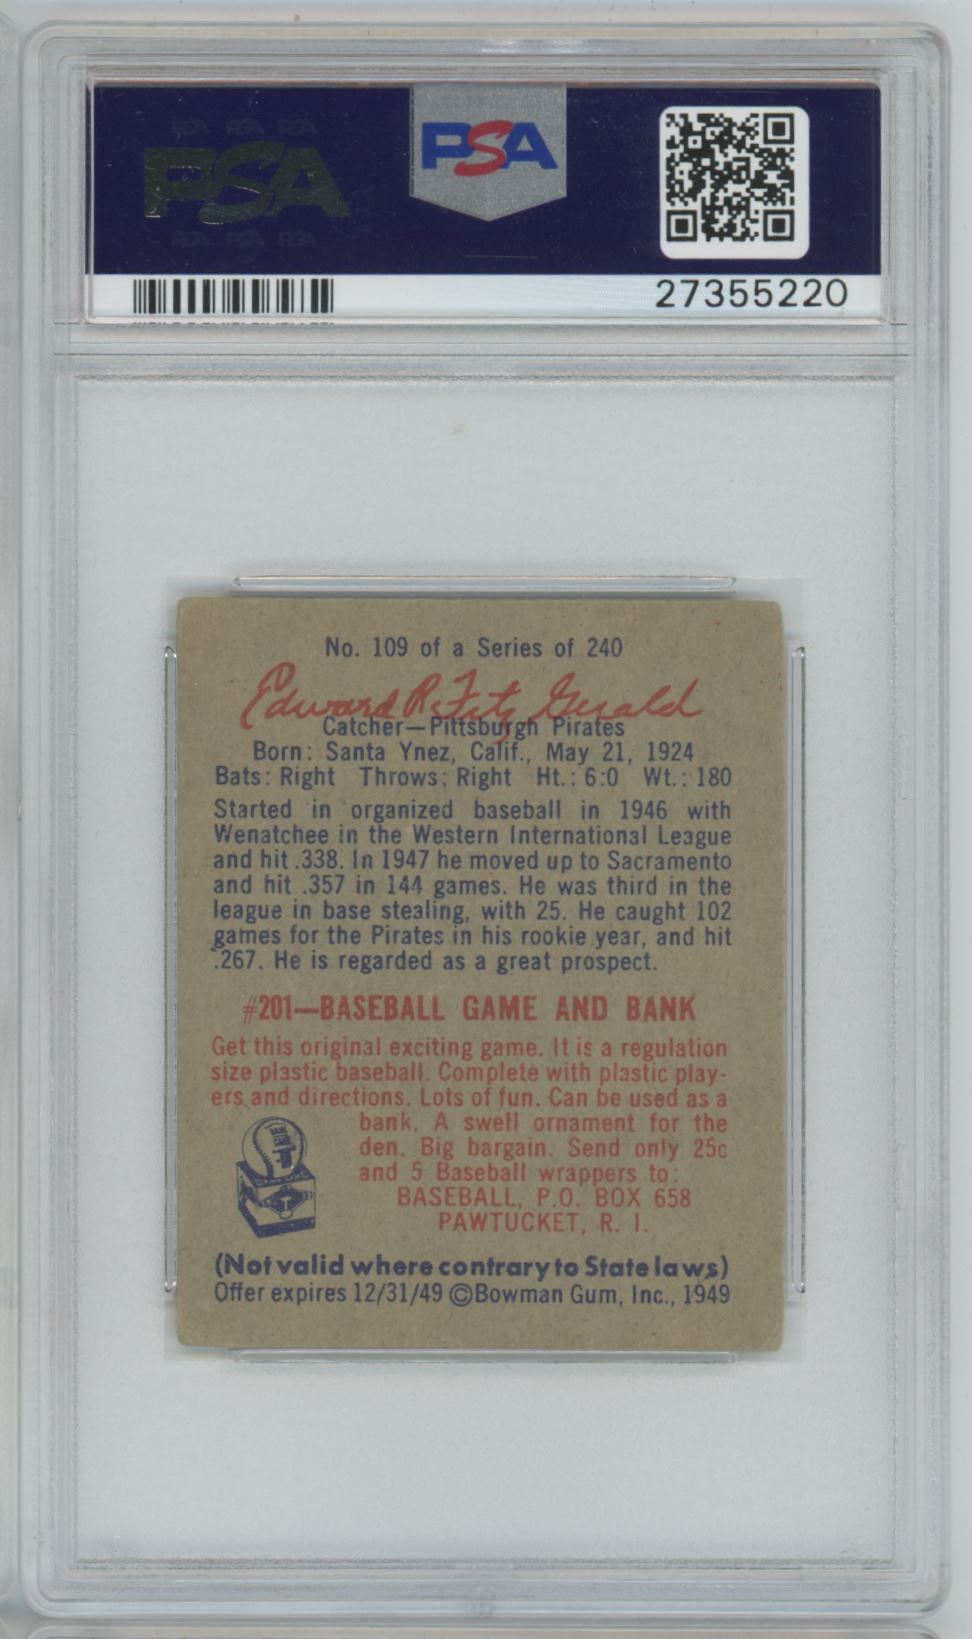 PSA PSA PSA
PSA
PSA
PSA PSA PSA
27355220
No. 109 of a Series of 240
Edward R. Fitz Gerald
Catcher—Pittsburgh Pirates
Born: Santa Ynez, Calif., May 21, 1924
Bats: Right Throws: Right Ht.: 6:0 Wt.: 180
Started in organized baseball in 1946 with
Wenatchee in the Western International League
and hit .338. In 1947 he moved up to Sacramento
and hit .357 in 144 games. He was third in the
league in base stealing, with 25. He caught 102
games for the Pirates in his rookie year, and hit
.267. He is regarded as a great prospect.
#201—BASEBALL GAME AND BANK
Get this original exciting game. It is a regulation
size plastic baseball. Complete with plastic play-
ers and directions. Lots of fun. Can be used as a
bank. A swell ornament for the
den. Big bargain. Send only 25c
and 5 Baseball wrappers to:
BASEBALL, P.O. BOX 658
PAWTUCKET, R. I.
(Not valid where contrary to State laws)
Offer expires 12/31/49 ©Bowman Gum, Inc., 1949